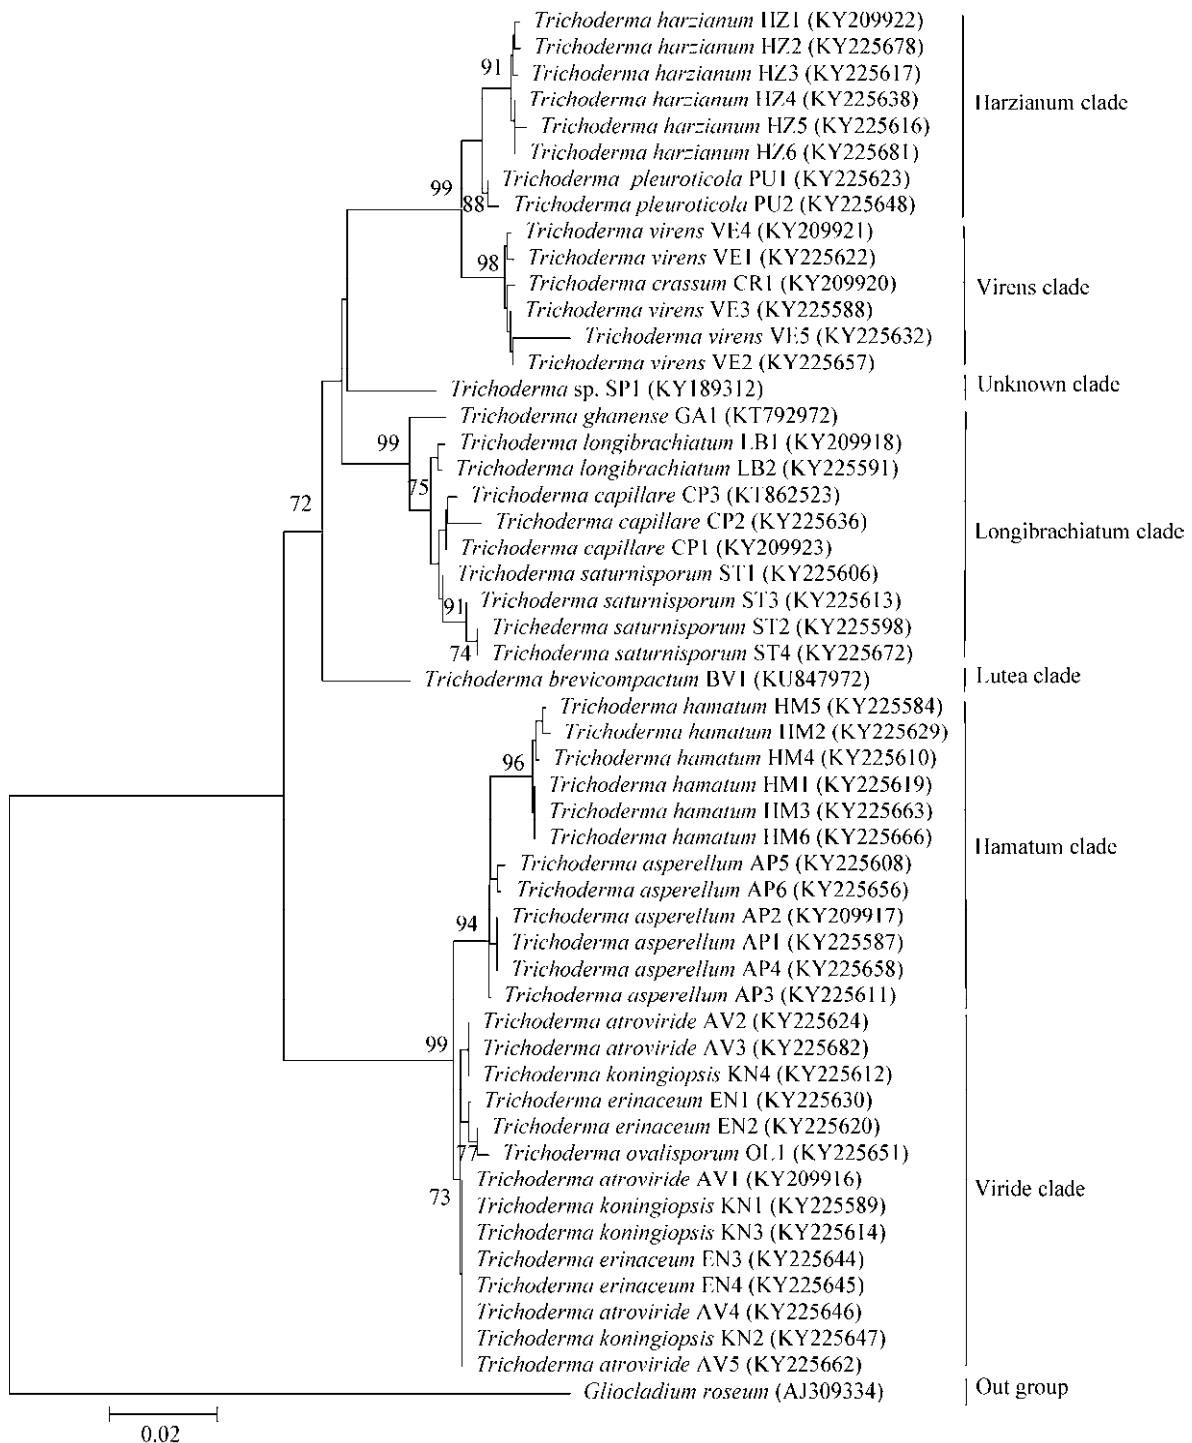 Trichoderma harzianum HZ1 (KY209922)
Trichoderma harzianum HZ2 (KY225678)
91
Trichoderma harzianum HZ3 (KY225617)
Trichoderma harzianum HZ4 (KY225638)
Harzianum clade
Trichoderma harzianum HZ5 (KY225616)
Trichoderma harzianum HZ6 (KY225681)
99
Trichoderma pleuroticola PU1 (KY225623)
88
Trichoderma pleuroticola PU2 (KY225648)
Trichoderma virens VE4 (KY209921)
Trichoderma virens VE1 (KY225622)
98
Trichoderma crassum CR1 (KY209920)
Virens clade
Trichoderma virens VE3 (KY225588)
Trichoderma virens VE5 (KY225632)
Trichoderma virens VE2 (KY225657)
Trichoderma sp. SP1 (KY189312)
Unknown clade
Trichoderma ghanense GA1 (KT792972)
99
Trichoderma longibrachiatum LB1 (KY209918)
Trichoderma longibrachiatum LB2 (KY225591)
75
Trichoderma capillare CP3 (KT862523)
72
Trichoderma capillare CP2 (KY225636)
Longibrachiatum clade
Trichoderma capillare CP1 (KY209923)
Trichoderma saturnisporum ST1 (KY225606)
91
Trichoderma saturnisporum ST3 (KY225613)
Trichederma saturnisporum ST2 (KY225598)
74
Trichoderma saturnisporum ST4 (KY225672)
Trichoderma brevicompactum BV1 (KU847972)
Lutea clade
Trichoderma hamatum HM5 (KY225584)
Trichoderma hamatum HM2 (KY225629)
96
Trichoderma hamatum HM4 (KY225610)
Trichoderma hamatum HM1 (KY225619)
Trichoderma hamatum HM3 (KY225663)
Trichoderma hamatum HM6 (KY225666)
Hamatum clade
Trichoderma asperellum AP5 (KY225608)
Trichoderma asperellum AP6 (KY225656)
94
Trichoderma asperellum AP2 (KY209917)
Trichoderma asperellum AP1 (KY225587)
Trichoderma asperellum AP4 (KY225658)
Trichoderma asperellum AP3 (KY225611)
Trichoderma atroviride AV2 (KY225624)
99
Trichoderma atroviride AV3 (KY225682)
Trichoderma koningiopsis KN4 (KY225612)
Trichoderma erinaceum EN1 (KY225630)
Trichoderma erinaceum EN2 (KY225620)
77
Trichoderma ovalisporum OL1 (KY225651)
Trichoderma atroviride AV1 (KY209916)
73
Viride clade
Trichoderma koningiopsis KN1 (KY225589)
Trichoderma koningiopsis KN3 (KY225614)
Trichoderma erinaceum EN3 (KY225644)
Trichoderma erinaceum EN4 (KY225645)
Trichoderma atroviride AV4 (KY225646)
Trichoderma koningiopsis KN2 (KY225647)
Trichoderma atroviride AV5 (KY225662)
Gliocladium roseum (AJ309334)
Out group
0.02